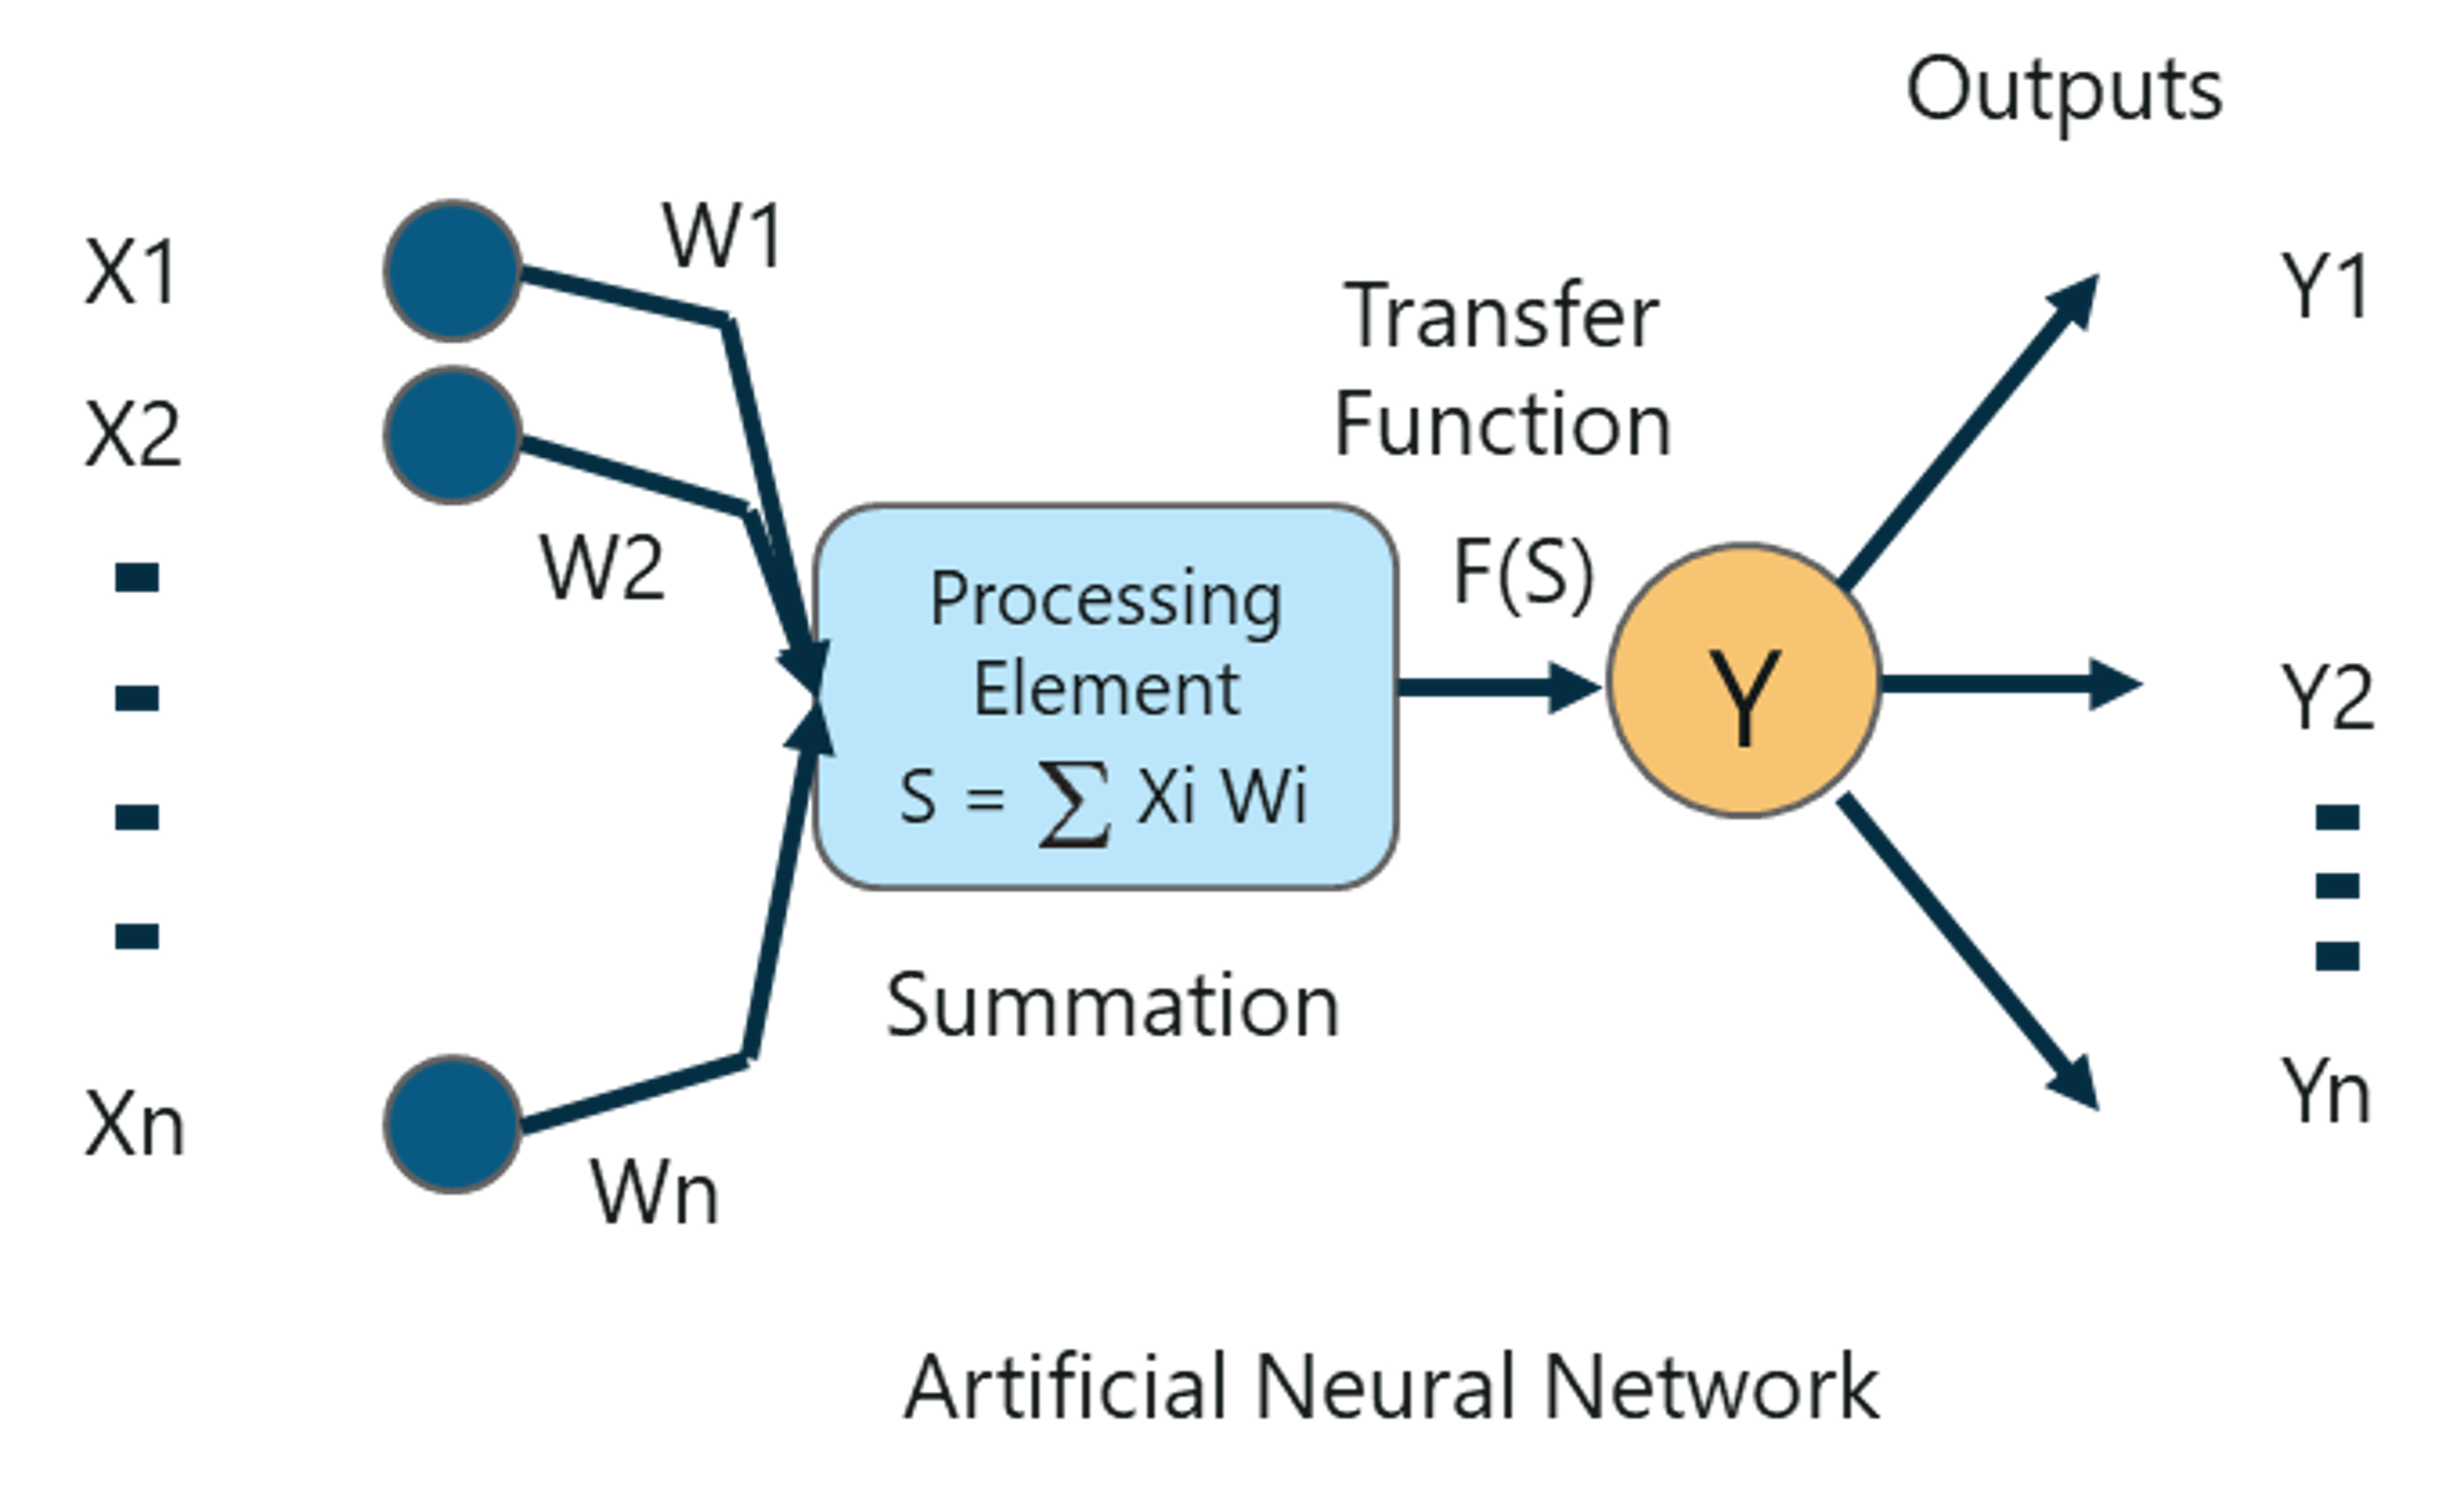 Outputs
X1
W1
Y1
X2
W2
Transfer
Function
F(S)
Processing
Element
S = ∑ Xi Wi
Y
Y2
Summation
Xn
Wn
Yn
Artificial Neural Network